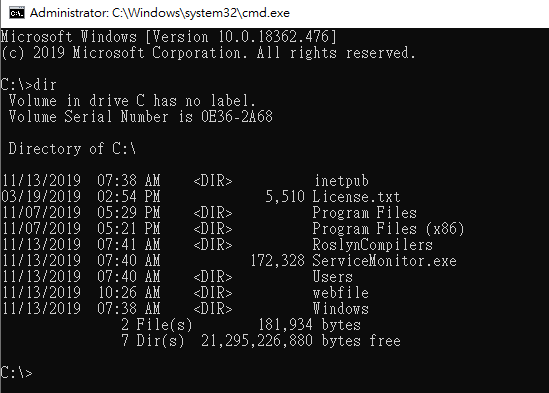 Administrator: C:\Windows\system32\cmd.exe
Microsoft Windows [Version 10.0.18362.476]
(c) 2019 Microsoft Corporation. All rights reserved.
C:\>dir
Volume in drive C has no label.
Volume Serial Number is 0E36-2A68
Directory of C:\
11/13/2019 07:38 AM <DIR> inetpub
03/19/2019 02:54 PM 5,510 License.txt
11/07/2019 05:29 PM <DIR> Program Files
11/07/2019 05:21 PM <DIR> Program Files (x86)
11/13/2019 07:41 AM <DIR> RoslynCompilers
11/13/2019 07:40 AM 172,328 ServiceMonitor.exe
11/13/2019 07:40 AM <DIR> Users
11/13/2019 10:26 AM <DIR> webfile
11/13/2019 07:38 AM <DIR> Windows
2 File(s) 181,934 bytes
7 Dir(s) 21,295,226,880 bytes free
C:\>